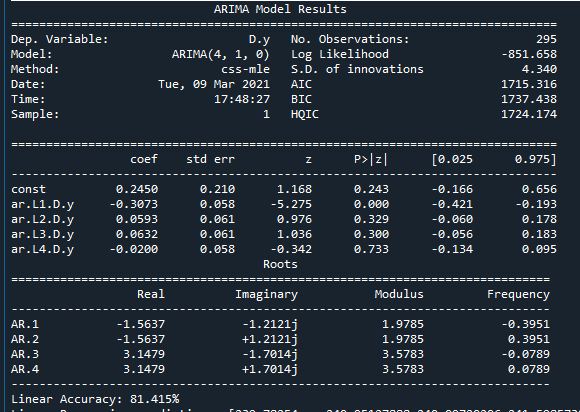 ARIMA Model Results
==============================================================================
Dep. Variable: D.y No. Observations: 295
Model: ARIMA(4, 1, 0) Log Likelihood -851.658
Method: css-mle S.D. of innovations 4.340
Date: Tue, 09 Mar 2021 AIC 1715.316
Time: 17:48:27 BIC 1737.438
Sample: 1 HQIC 1724.174
==============================================================================
coef std err z P>|z| [0.025 0.975]
------------------------------------------------------------------------------
const 0.2450 0.210 1.168 0.243 -0.166 0.656
ar.L1.D.y -0.3073 0.058 -5.275 0.000 -0.421 -0.193
ar.L2.D.y 0.0593 0.061 0.976 0.329 -0.060 0.178
ar.L3.D.y 0.0632 0.061 1.036 0.300 -0.056 0.183
ar.L4.D.y -0.0200 0.058 -0.342 0.733 -0.134 0.095
Roots
=============================================================================
Real Imaginary Modulus Frequency
-----------------------------------------------------------------------------
AR.1 -1.5637 -1.2121j 1.9785 -0.3951
AR.2 -1.5637 +1.2121j 1.9785 0.3951
AR.3 3.1479 -1.7014j 3.5783 -0.0789
AR.4 3.1479 +1.7014j 3.5783 0.0789
-----------------------------------------------------------------------------
Linear Accuracy: 81.415%